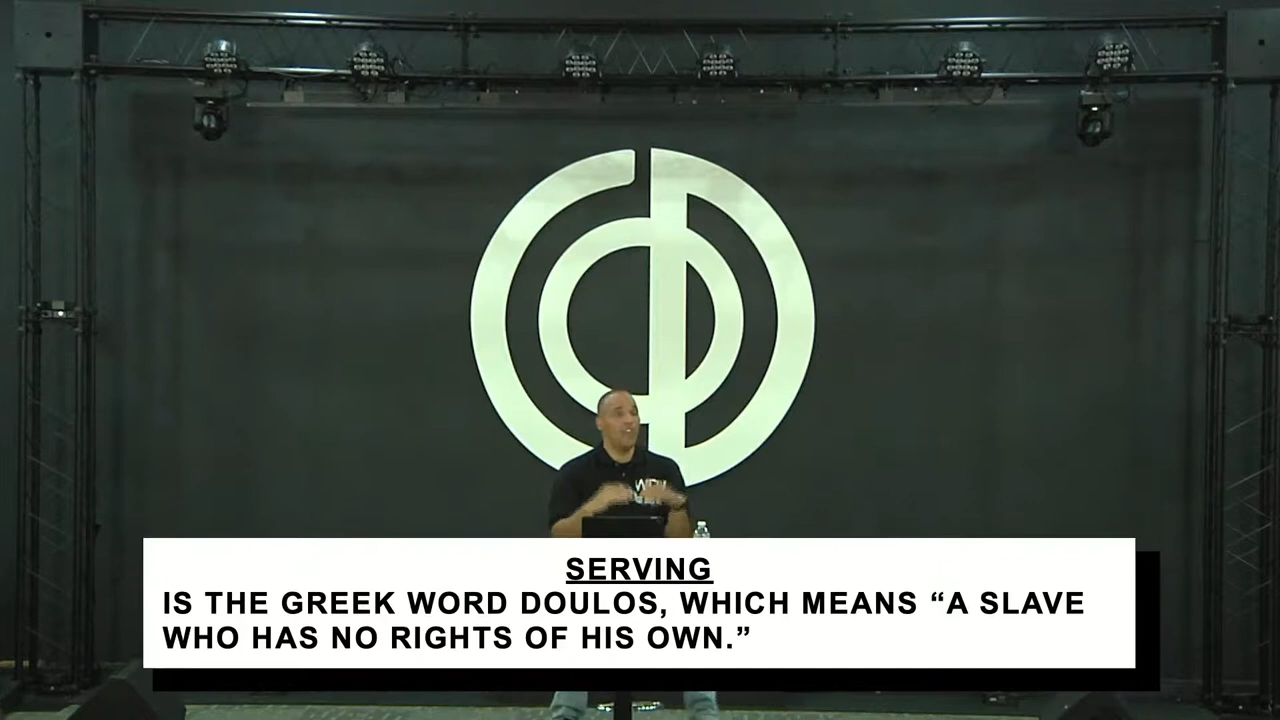 SERVING
IS THE GREEK WORD DOULOS, WHICH MEANS “A SLAVE
WHO HAS NO RIGHTS OF HIS OWN.”